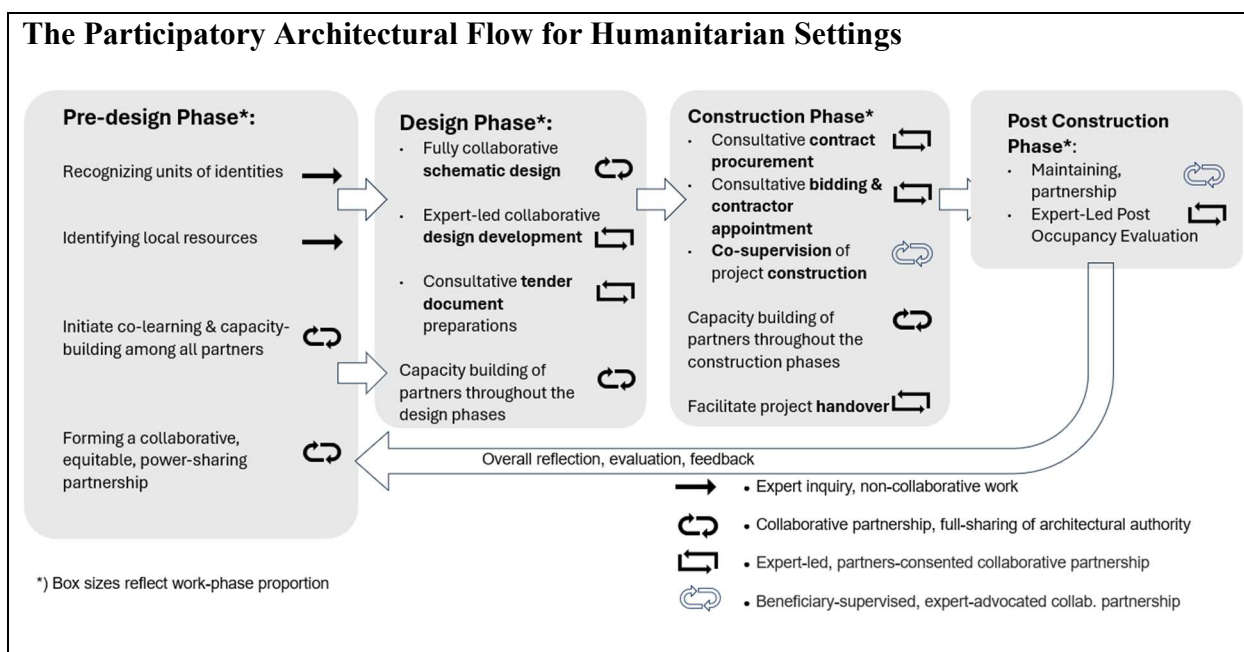 The Participatory Architectural Flow for Humanitarian Settings
Pre-design Phase*:
Recognizing units of identities
Identifying local resources
Initiate co-learning & capacity-
building among all partners
Forming a collaborative,
equitable, power-sharing
partnership
Design Phase*:
• Fully collaborative
schematic design
• Expert-led collaborative
design development
• Consultative tender
document
preparations
Capacity building of
partners throughout the
design phases
Construction Phase*
• Consultative contract
procurement
• Consultative bidding &
contractor
appointment
• Co-supervision of
project construction
Capacity building of
partners throughout the
construction phases
Facilitate project handover
Post Construction
Phase*:
• Maintaining,
partnership
• Expert-Led Post
Occupancy Evaluation
Overall reflection, evaluation, feedback
• Expert inquiry, non-collaborative work
• Collaborative partnership, full-sharing of architectural authority
• Expert-led, partners-consented collaborative partnership
• Beneficiary-supervised, expert-advocated collab. partnership
*) Box sizes reflect work-phase proportion